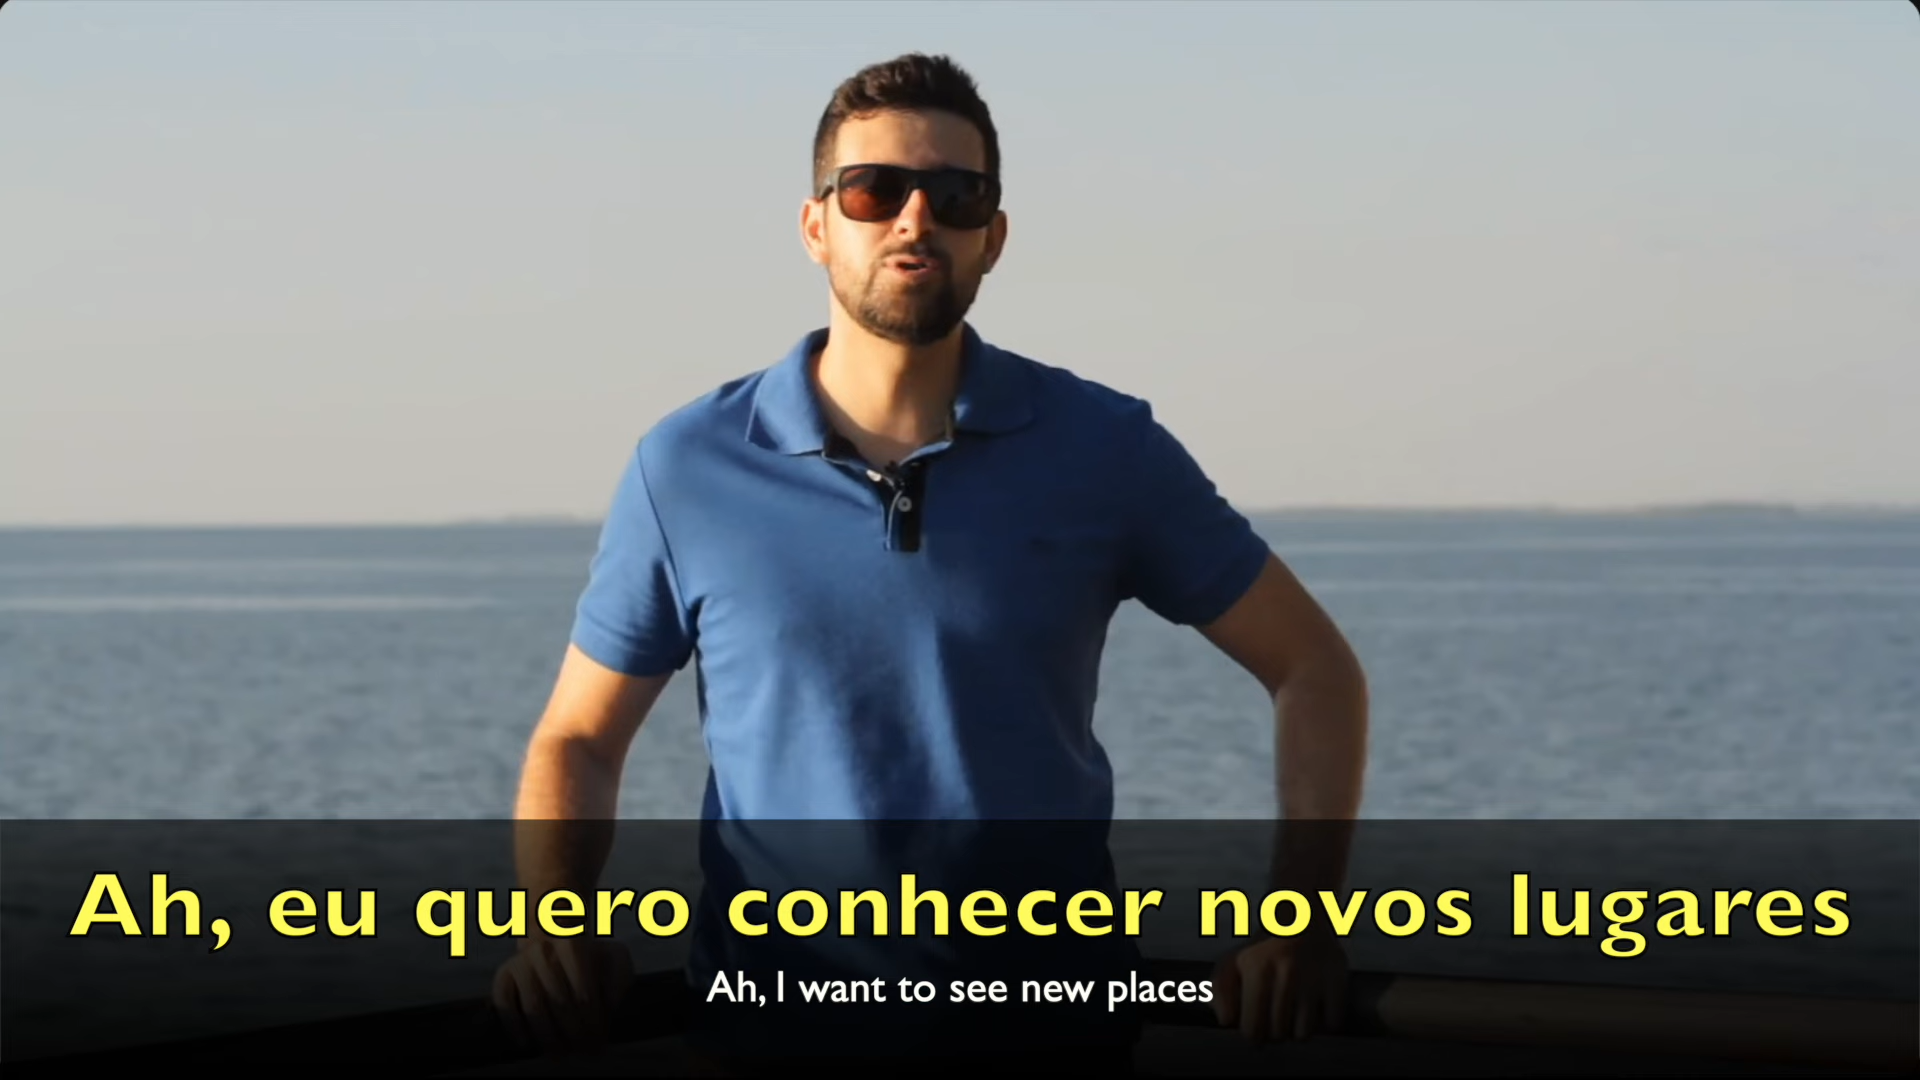 Ah, eu quero conhecer novos lugares
Ah, I want to see new places